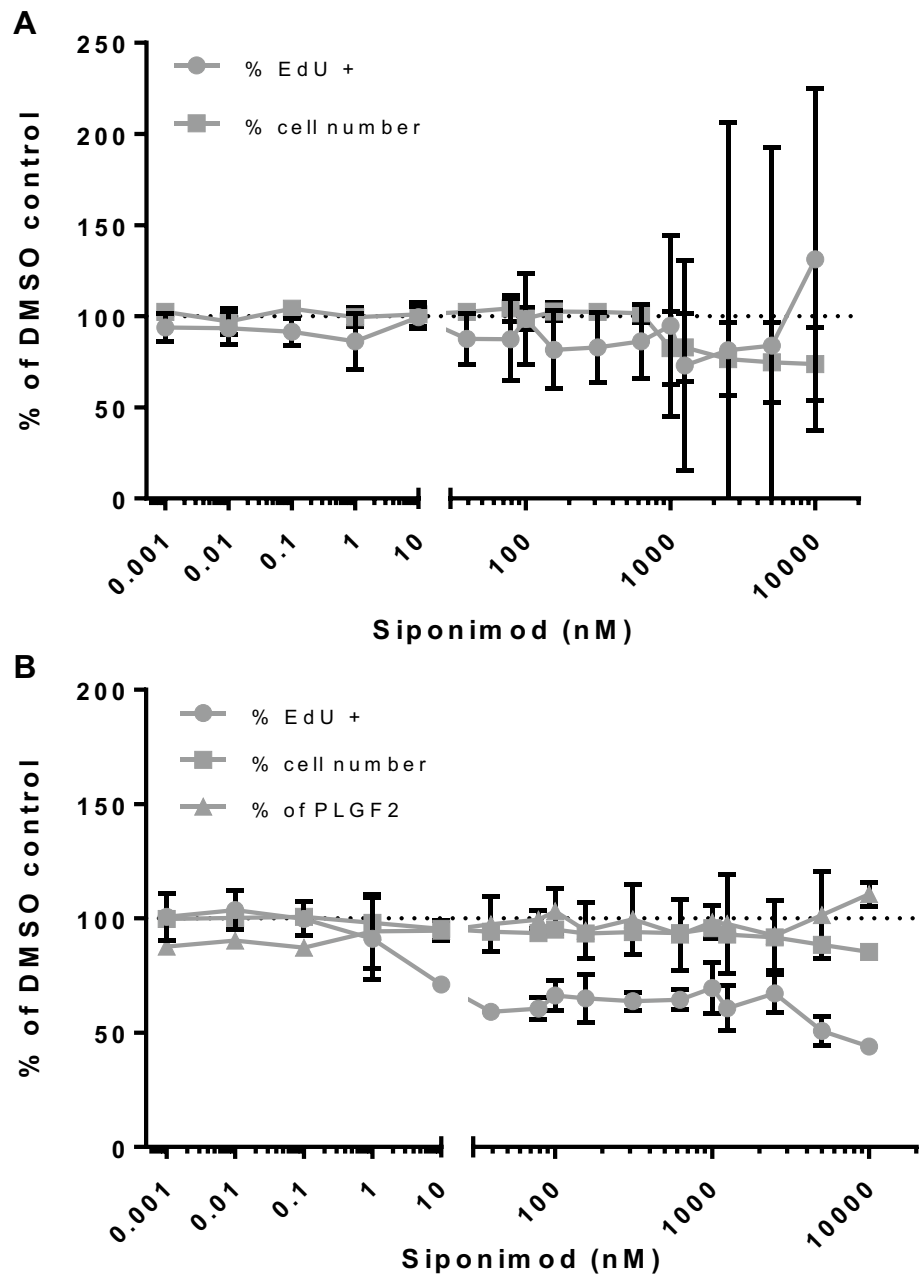 A
250
200
150
100
50
0
% of DMSO control
% EdU +
% cell number
0.001 0.01 0.1 1 10 100 1000 10000
Siponimod (nM)
B
200
150
100
50
0
% of DMSO control
% EdU +
% cell number
% of PLGF2
0.001 0.01 0.1 1 10 100 1000 10000
Siponimod (nM)